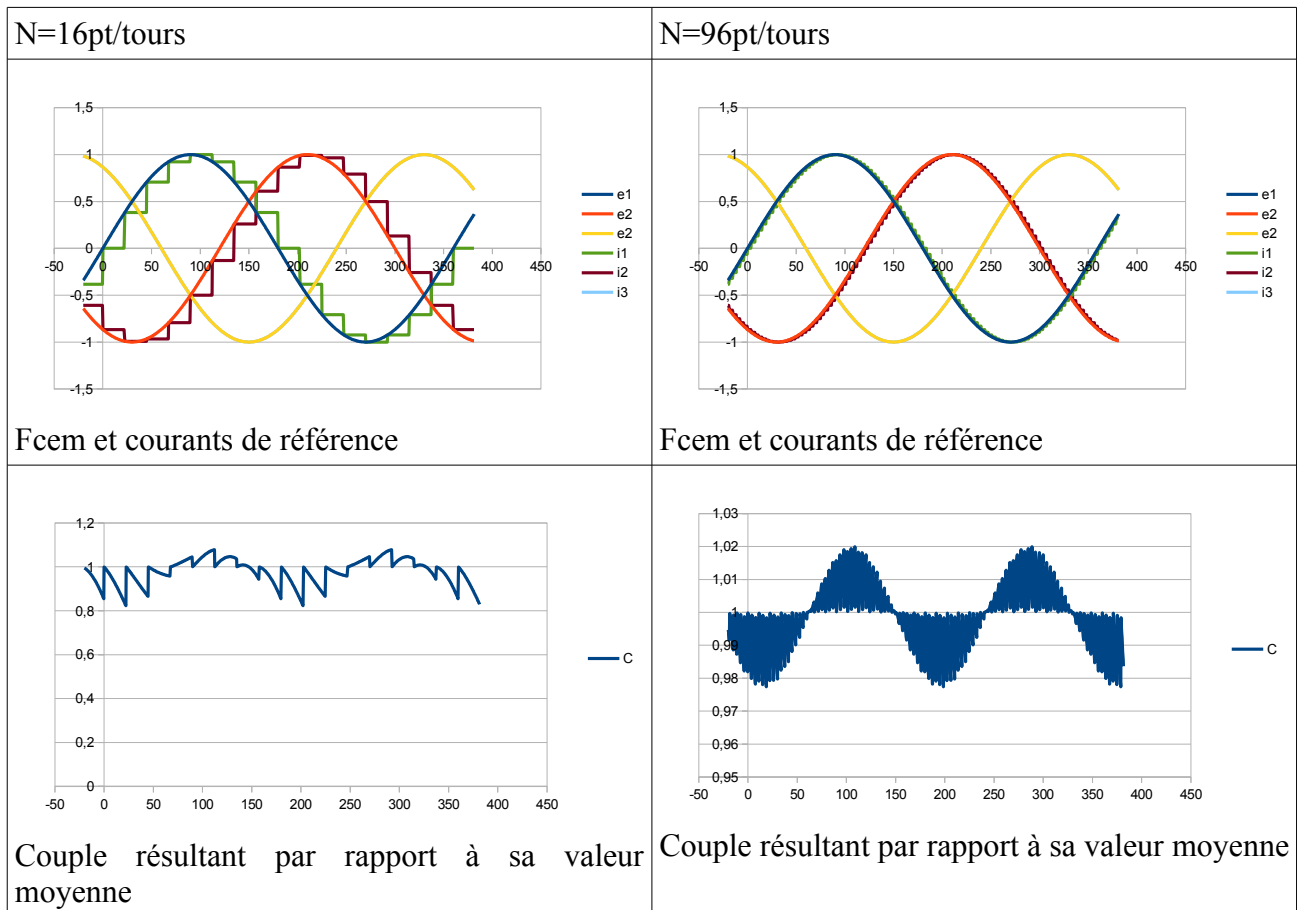 N=16pt/tours
N=96pt/tours
1,5
1
0,5
0
-0,5
-1
-1,5
-50 0 50 100 150 200 250 300 350 400 450
e1
e2
e2
i1
i2
i3
Fcem et courants de référence
1,5
1
0,5
0
-0,5
-1
-1,5
-50 0 50 100 150 200 250 300 350 400 450
e1
e2
e2
i1
i2
i3
Fcem et courants de référence
1,2
1
0,8
0,6
0,4
0,2
0
-50 0 50 100 150 200 250 300 350 400 450
C
Couple résultant par rapport à sa valeur
moyenne
1,03
1,02
1,01
1
0,99
0,98
0,97
0,96
0,95
-50 0 50 100 150 200 250 300 350 400 450
C
Couple résultant par rapport à sa valeur moyenne